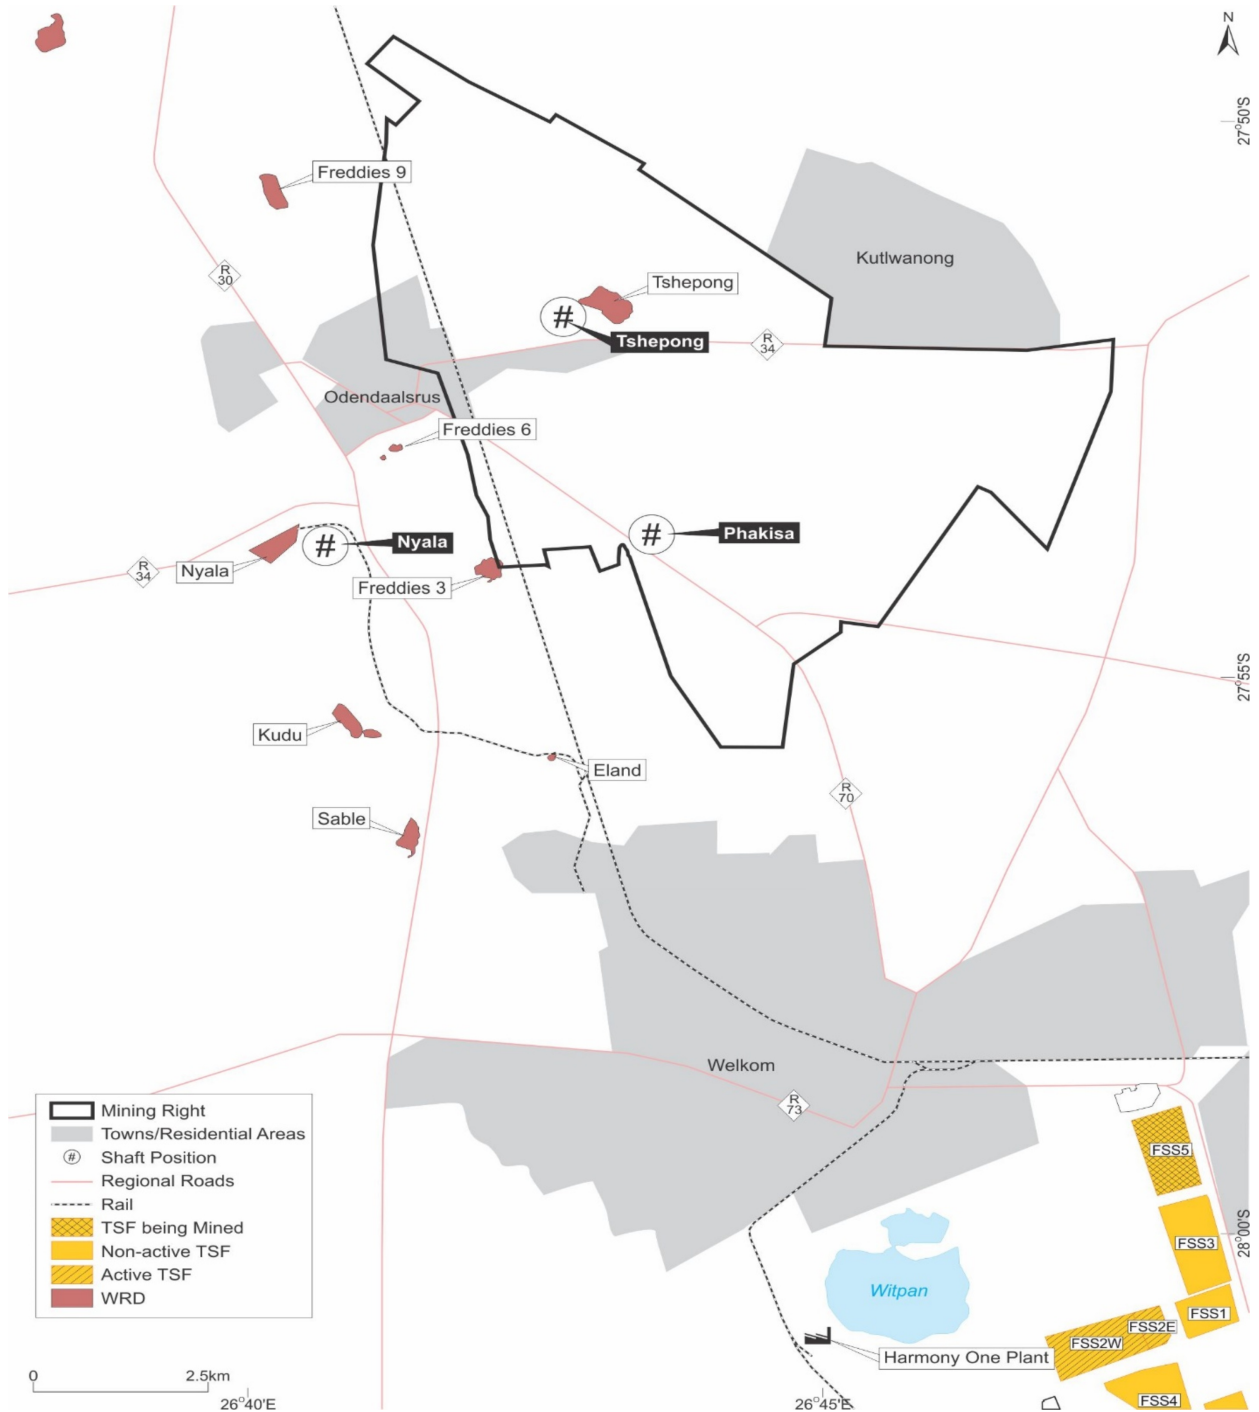 N
27°50'S
Freddies 9
Kutlwanong
R
30
Tshepong
#
Tshepong
R
34
Odendaalsrus
Freddies 6
#
Phakisa
#
Nyala
Nyala
R
34
Freddies 3
27°55'S
Kudu
Eland
R
70
Sable
Welkom
R
73
Mining Right
Towns/Residential Areas
# Shaft Position
Regional Roads
Rail
TSF being Mined
Non-active TSF
Active TSF
WRD
FSS5
FSS3
28°00'S
Witpan
FSS1
FSS2E
FSS2W
Harmony One Plant
FSS4
0 2.5km
26°40'E
26°45'E